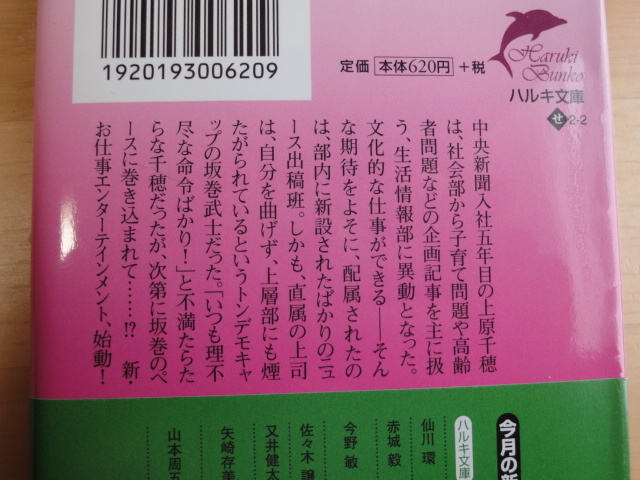 1920193006209
定価 本体620円 +税
Haruki
Bunko
ハルキ文庫
せ 2-2
中央新聞入社五年目の上原千穂
は、社会部から子育て問題や高齢
者問題などの企画記事を主に扱
う、生活情報部に異動となった。
文化的な仕事ができる――そん
な期待をよそに、配属されたの
は、部内に新設されたばかりのニュ
ース出稿班。しかも、直属の上司
は、自分を曲げず、上層部にも煙
たがられているというトンデモキャ
ップの坂巻武士だった。「いつも理不
尽な命令ばかり！」と不満たらた
らな千穂だったが、次第に坂巻のペ
ースに巻き込まれて……!? 新・
お仕事エンターテインメント、始動！
今月の新
ハルキ文庫
仙川 環
赤城 毅
今野 敏
佐々木 譲
又井健太
矢崎存美
山本周五